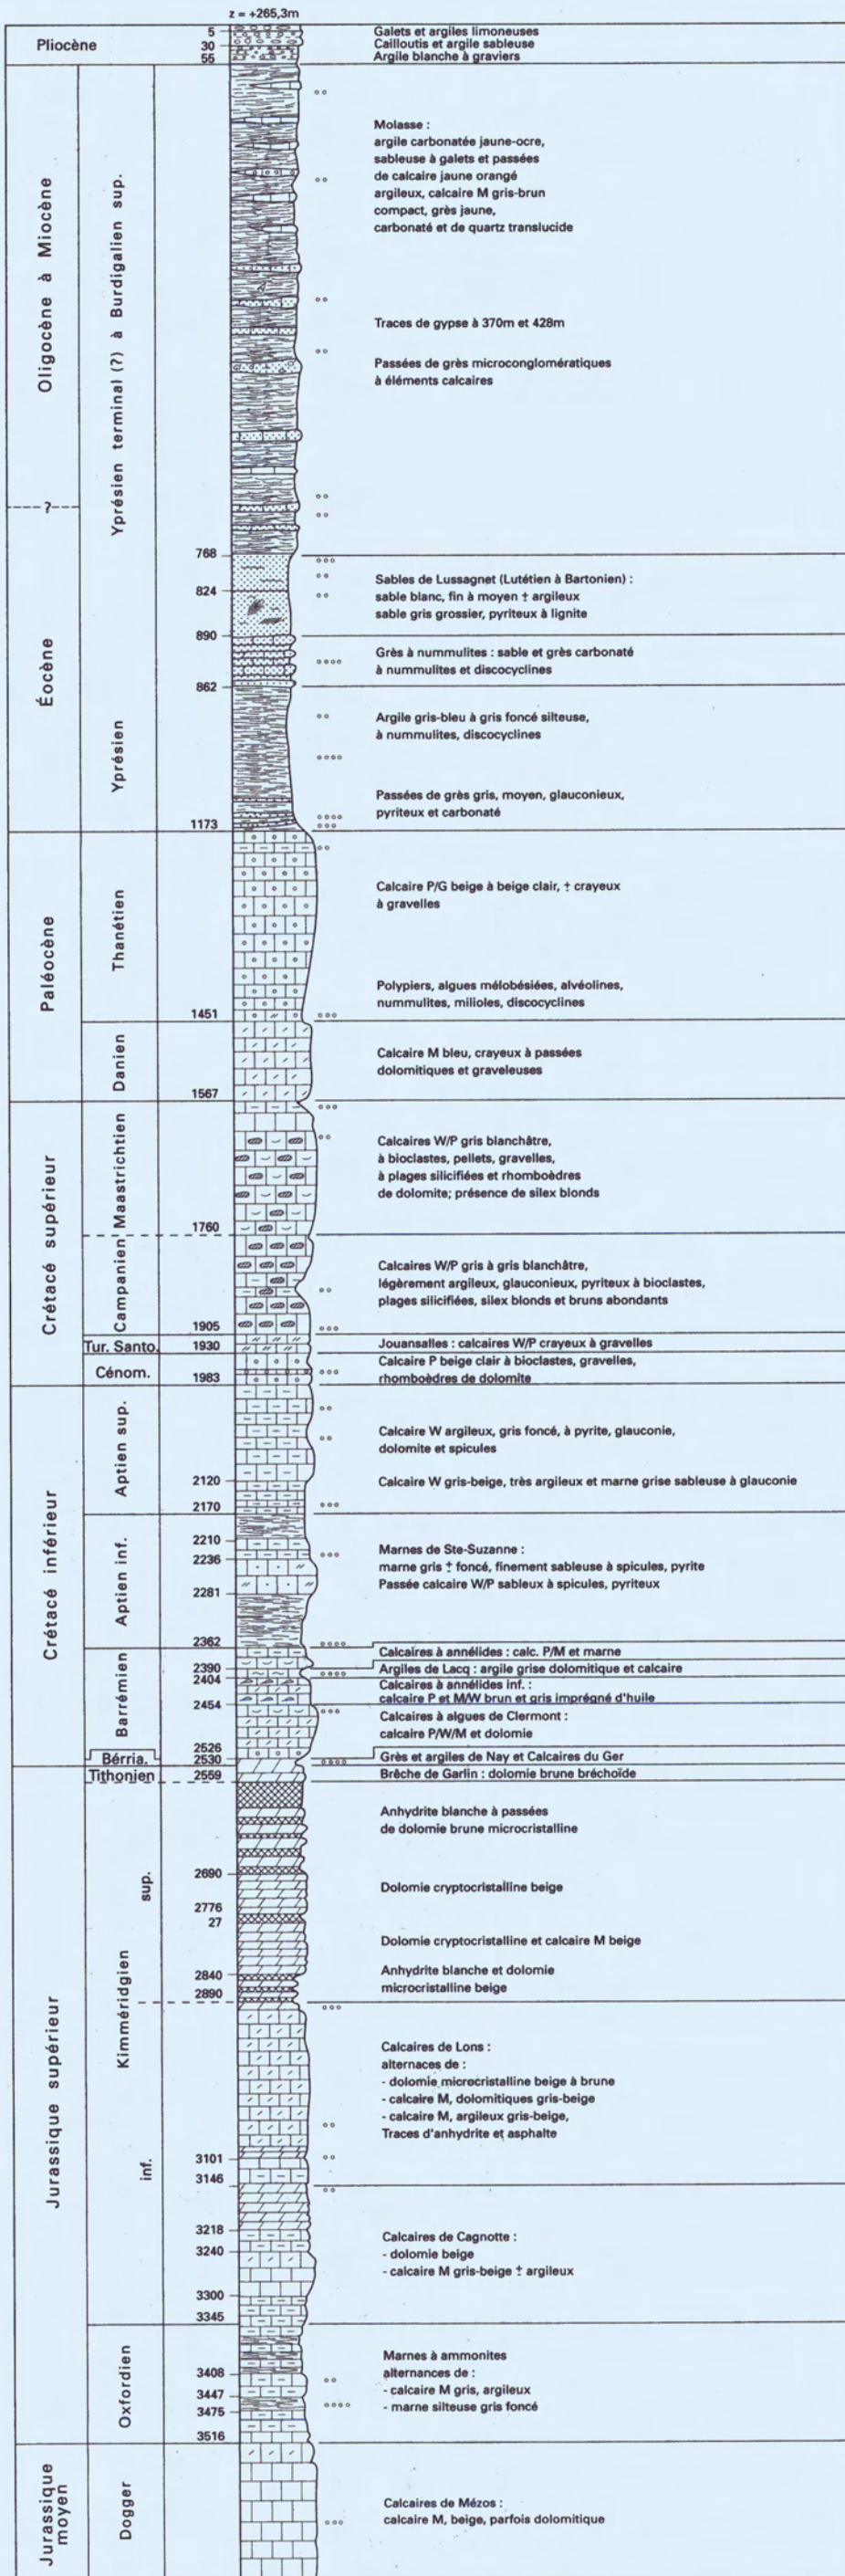 z = +265,3m
Pliocène
5
30
55
Galets et argiles limoneuses
Cailloutis et argile sableuse
Argile blanche à graviers
Oligocène à Miocène
Yprésien terminal (?) à Burdigalien sup.
Molasse :
argile carbonatée jaune-ocre,
sableuse à galets et passées
de calcaire jaune orangé
argileux, calcaire M gris-brun
compact, grès jaune,
carbonaté et de quartz translucide
Traces de gypse à 370m et 428m
Passées de grès microconglomératiques
à éléments calcaires
?
Éocène
768
824
Sables de Lussagnet (Lutétien à Bartonien) :
sable blanc, fin à moyen ± argileux
sable gris grossier, pyriteux à lignite
890
Grès à nummulites : sable et grès carbonaté
à nummulites et discocyclines
862
Yprésien
Argile gris-bleu à gris foncé silteuse,
à nummulites, discocyclines
Passées de grès gris, moyen, glauconieux,
pyriteux et carbonaté
1173
Paléocène
Thanétien
Calcaire P/G beige à beige clair, ± crayeux
à gravelles
Polypiers, algues mélobésiées, alvéolines,
nummulites, milioles, discocyclines
1451
Danien
Calcaire M bleu, crayeux à passées
dolomitiques et graveleuses
1567
Crétacé supérieur
Maastrichtien
Calcaires W/P gris blanchâtre,
à bioclastes, pellets, gravelles,
à plages silicifiées et rhomboèdres
de dolomite; présence de silex blonds
1760
Campanien
Calcaires W/P gris à gris blanchâtre,
légèrement argileux, glauconieux, pyriteux à bioclastes,
plages silicifiées, silex blonds et bruns abondants
1905
Tur. Santo.
1930
Jouansalles : calcaires W/P crayeux à gravelles
Cénom.
1983
Calcaire P beige clair à bioclastes, gravelles,
rhomboèdres de dolomite
Crétacé inférieur
Aptien sup.
Calcaire W argileux, gris foncé, à pyrite, glauconie,
dolomite et spicules
2120
Calcaire W gris-beige, très argileux et marne grise sableuse à glauconie
2170
Aptien inf.
2210
2236
2281
Marnes de Ste-Suzanne :
marne gris ± foncé, finement sableuse à spicules, pyrite
Passée calcaire W/P sableux à spicules, pyriteux
2362
Barrémien
Calcaires à annélides : calc. P/M et marne
2390
Argiles de Lacq : argile grise dolomitique et calcaire
2404
Calcaires à annélides inf. :
calcaire P et M/W brun et gris imprégné d'huile
2454
Calcaires à algues de Clermont :
calcaire P/W/M et dolomie
2526
Bérria.
2530
Grès et argiles de Nay et Calcaires du Ger
Tithonien
2559
Brêche de Garlin : dolomie brune bréchoïde
Jurassique supérieur
Kimméridgien
sup.
Anhydrite blanche à passées
de dolomie brune microcristalline
2690
Dolomie cryptocristalline beige
2776
27
Dolomie cryptocristalline et calcaire M beige
2840
2890
Anhydrite blanche et dolomie
microcristalline beige
inf.
Calcaires de Lons :
alternaces de :
- dolomie microcristalline beige à brune
- calcaire M, dolomitiques gris-beige
- calcaire M, argileux gris-beige,
Traces d'anhydrite et asphalte
3101
3146
3218
3240
Calcaires de Cagnotte :
- dolomie beige
- calcaire M gris-beige ± argileux
3300
3345
Oxfordien
3408
3447
3475
3516
Marnes à ammonites
alternances de :
- calcaire M gris, argileux
- marne silteuse gris foncé
Jurassique
moyen
Dogger
Calcaires de Mézos :
calcaire M, beige, parfois dolomitique